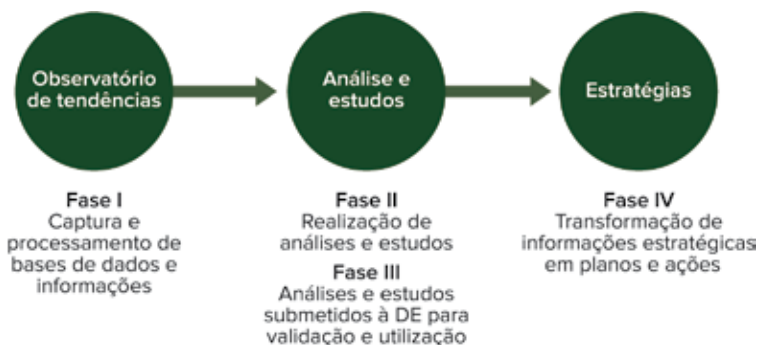 Observatório
de tendências
Análise e
estudos
Estratégias
Fase I
Captura e
processamento de
bases de dados e
informações
Fase II
Realização de
análises e estudos
Fase III
Análises e estudos
submetidos à DE para
validação e utilização
Fase IV
Transformação de
informações estratégicas
em planos e ações